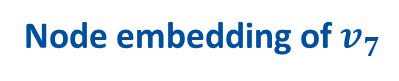 Node embedding of v₇